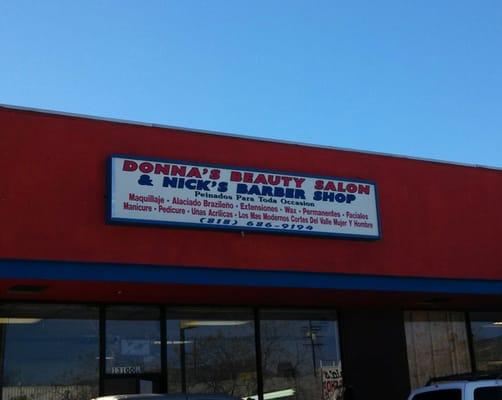 DONNA'S BEAUTY SALON
& NICK'S BARBER SHOP
Peinados Para Toda Occasion
Maquillaje - Alaciado Brazileño - Extensiones - Wax - Permanentes - Faciales
Manicure - Pedicure - Unas Acrilicas - Los Mas Modernos Cortes Del Valle Mujer Y Hombre
(818) 686-9194